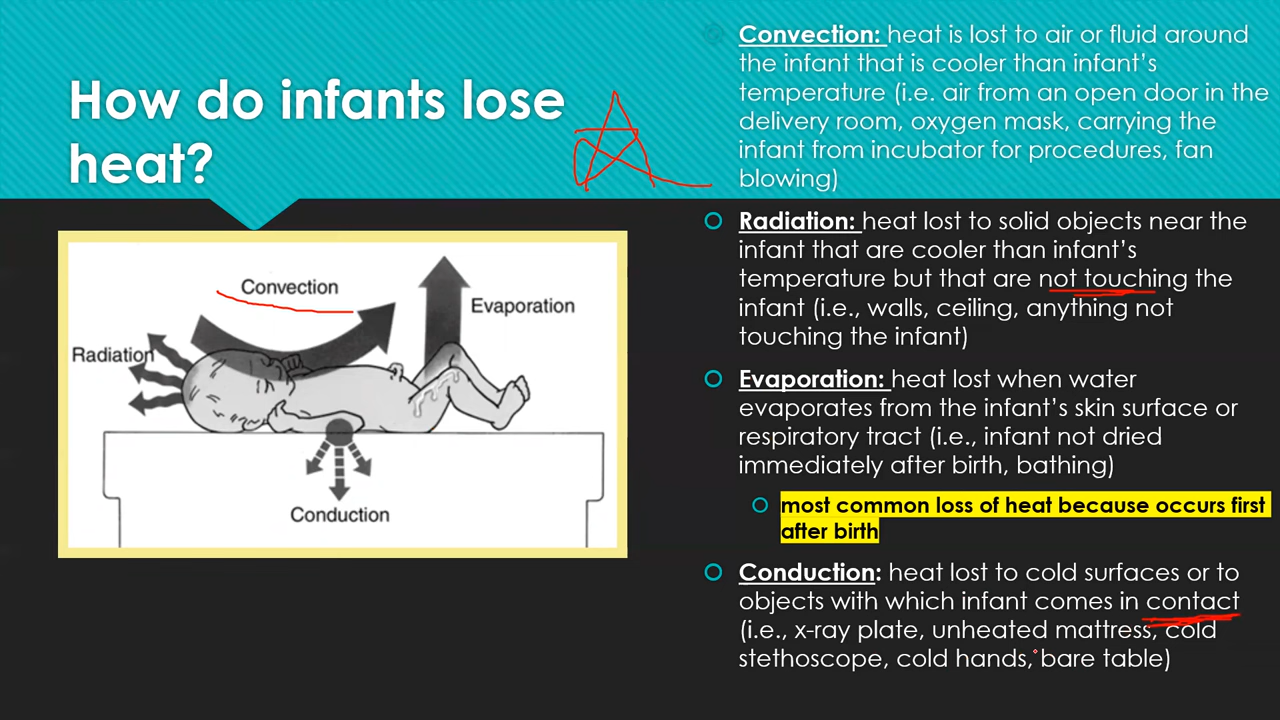 How do infants lose
heat?
Convection
Evaporation
Radiation
Conduction
Convection: heat is lost to air or fluid around
the infant that is cooler than infant's
temperature (i.e. air from an open door in the
delivery room, oxygen mask, carrying the
infant from incubator for procedures, fan
blowing)
Radiation: heat lost to solid objects near the
infant that are cooler than infant's
temperature but that are not touching the
infant (i.e., walls, ceiling, anything not
touching the infant)
Evaporation: heat lost when water
evaporates from the infant's skin surface or
respiratory tract (i.e., infant not dried
immediately after birth, bathing)
most common loss of heat because occurs first
after birth
Conduction: heat lost to cold surfaces or to
objects with which infant comes in contact
(i.e., x-ray plate, unheated mattress, cold
stethoscope, cold hands, bare table)